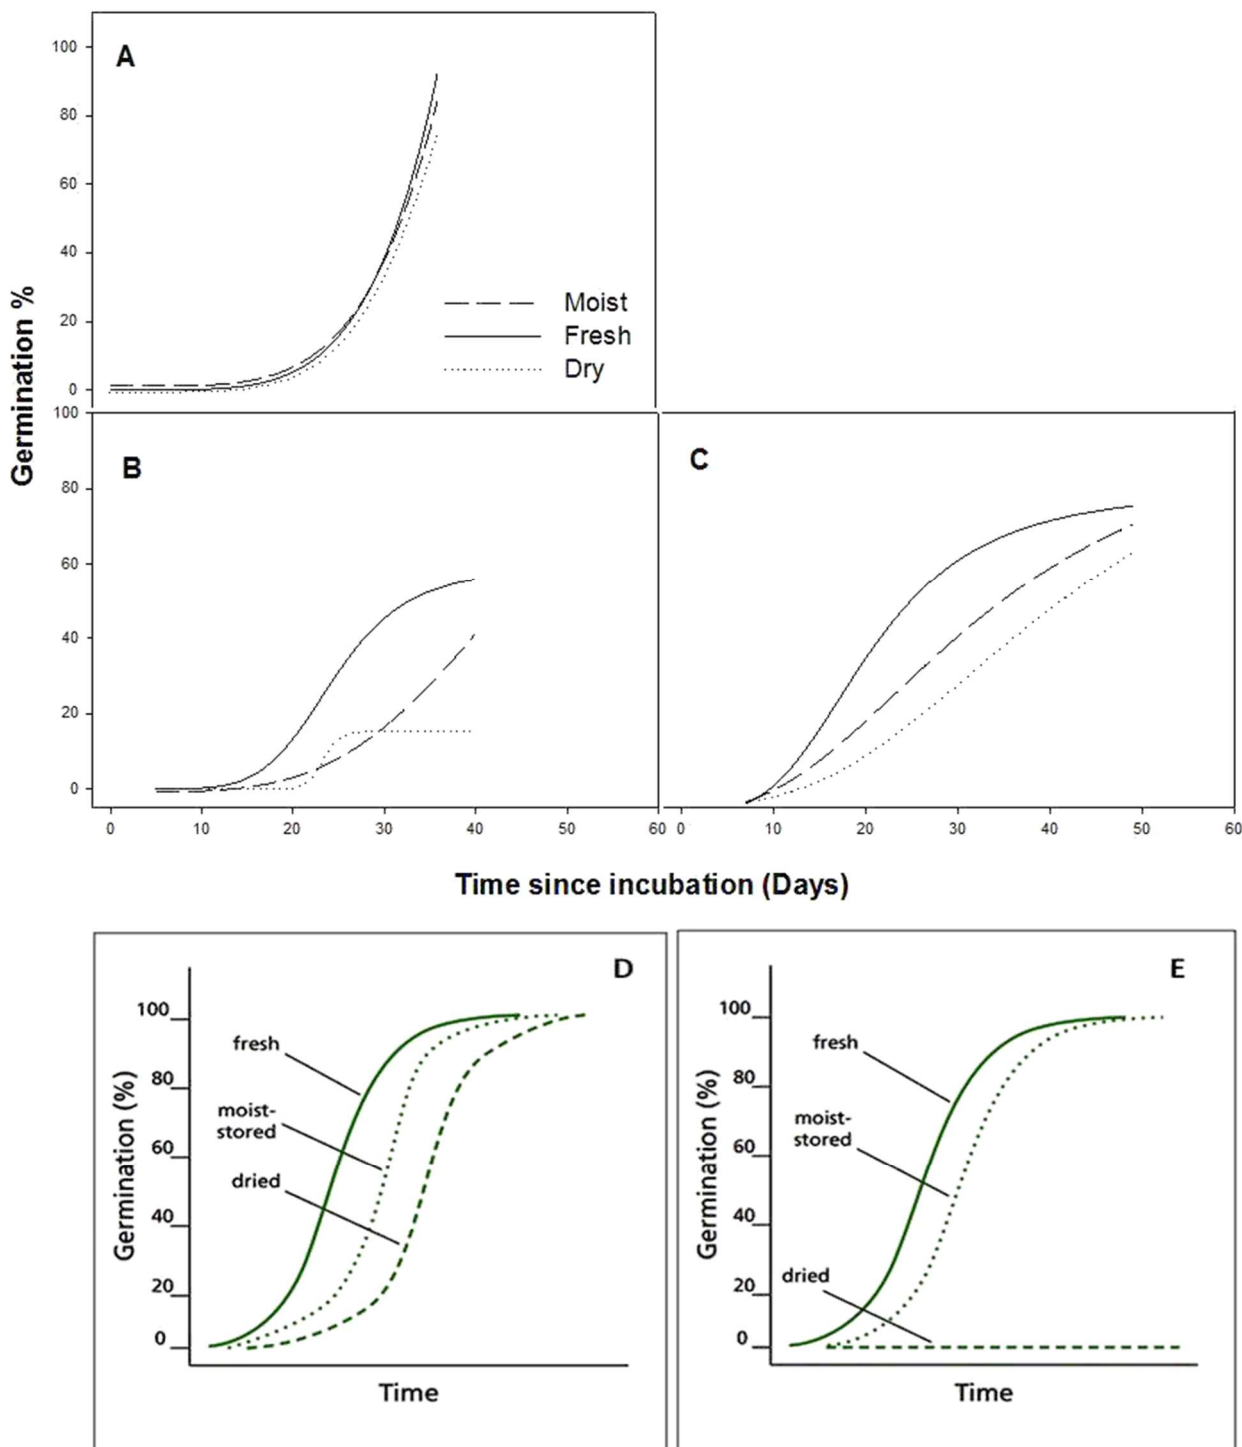 A
100
80
60
40
20
0
Moist
Fresh
Dry
Germination %
B
100
80
60
40
20
0
0 10 20 30 40 50 60
C
0 10 20 30 40 50 60
Time since incubation (Days)
D
100
80
60
40
20
0
Germination (%)
fresh
moist-
stored
dried
Time
E
100
80
60
40
20
0
Germination (%)
fresh
moist-
stored
dried
Time